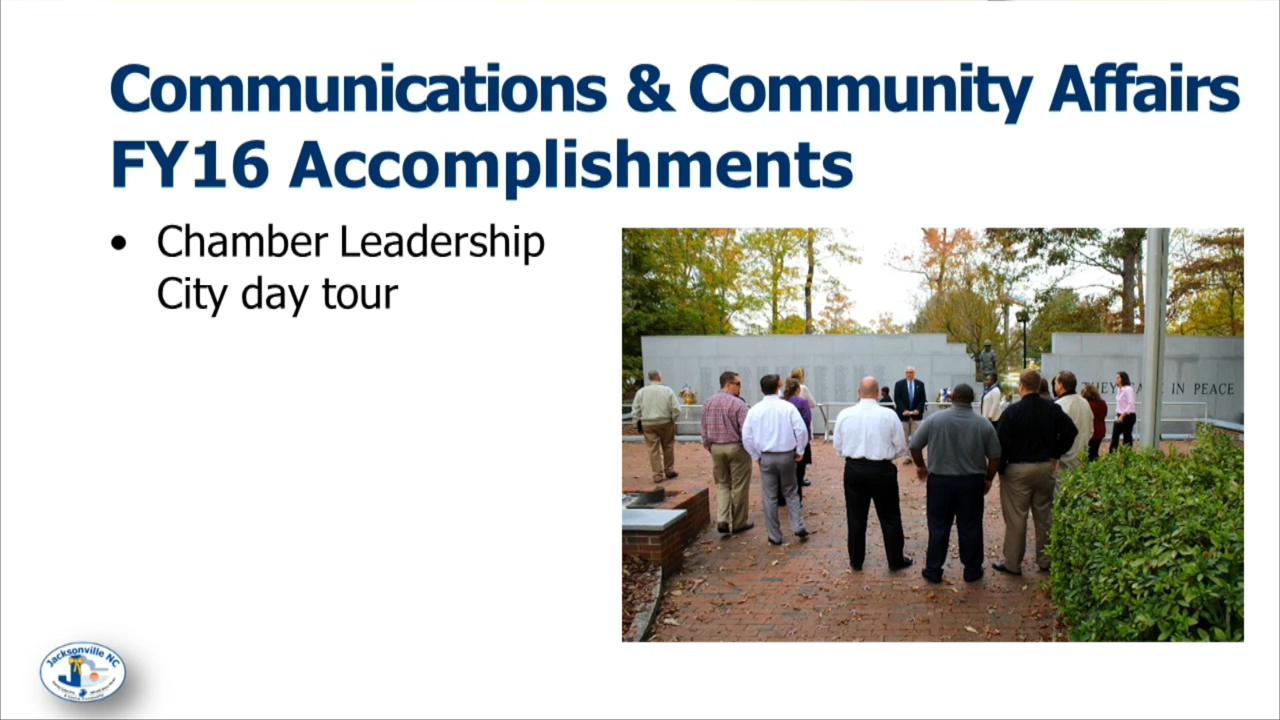 Communications & Community Affairs
FY16 Accomplishments
• Chamber Leadership
City day tour
IN PEACE
Jacksonville NC